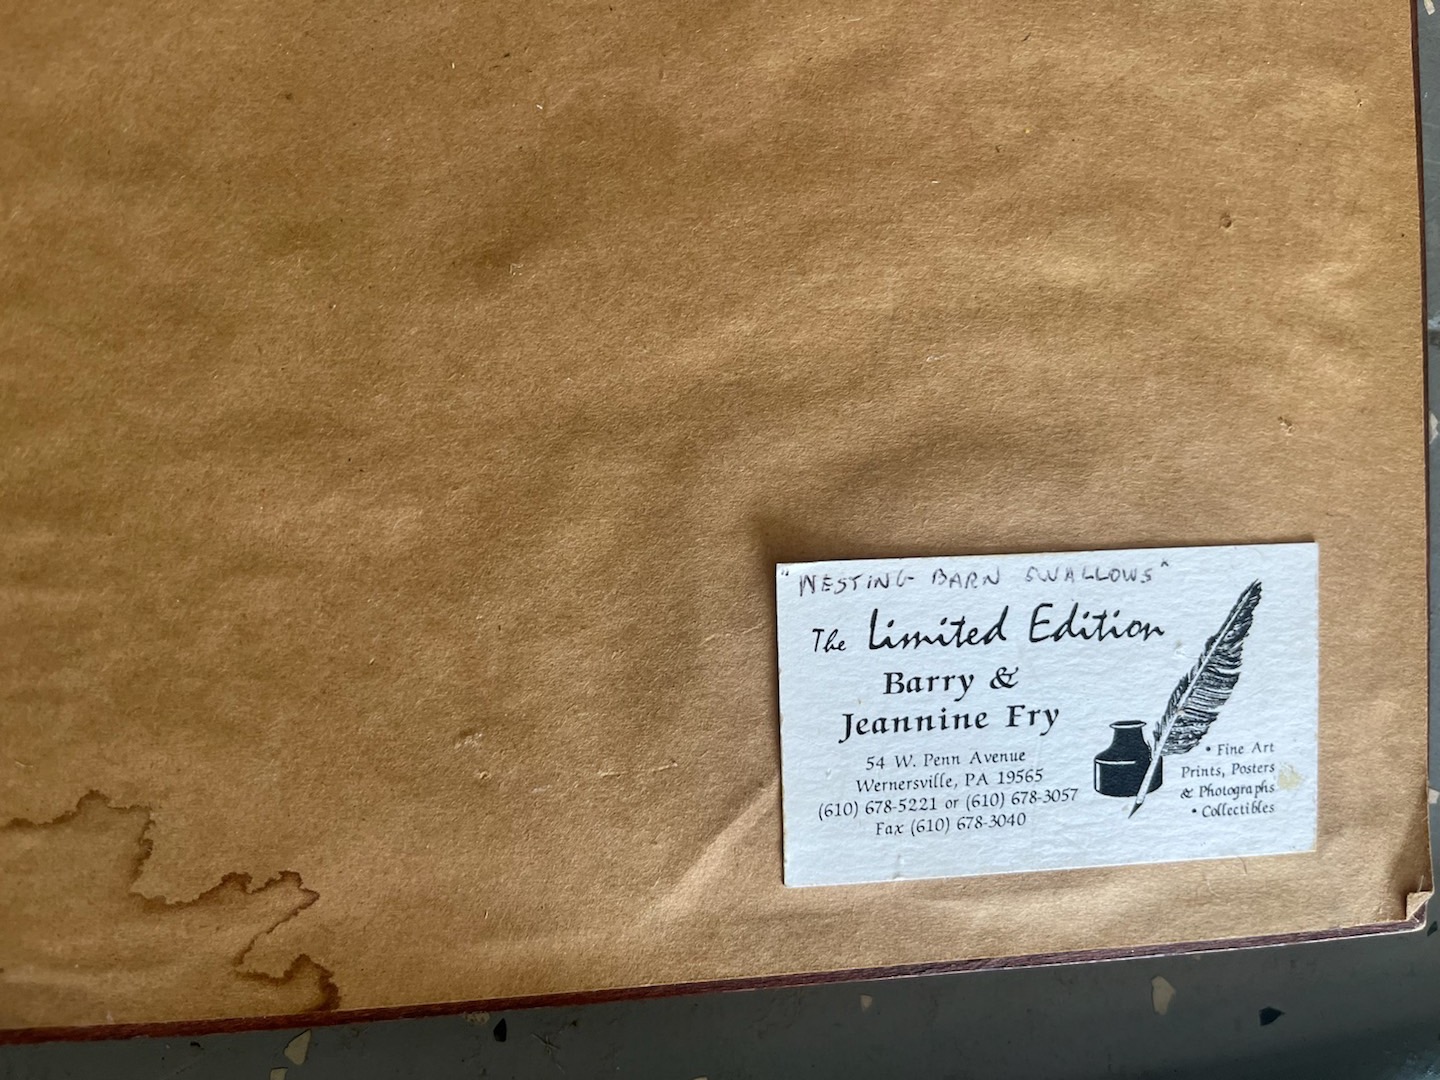 "NESTING BARN SWALLOWS"
The Limited Edition
Barry &
Jeannine Fry
54 W. Penn Avenue
Wernersville, PA 19565
(610) 678-5221 or (610) 678-3057
Fax (610) 678-3040
• Fine Art
Prints, Posters
& Photographs
• Collectibles